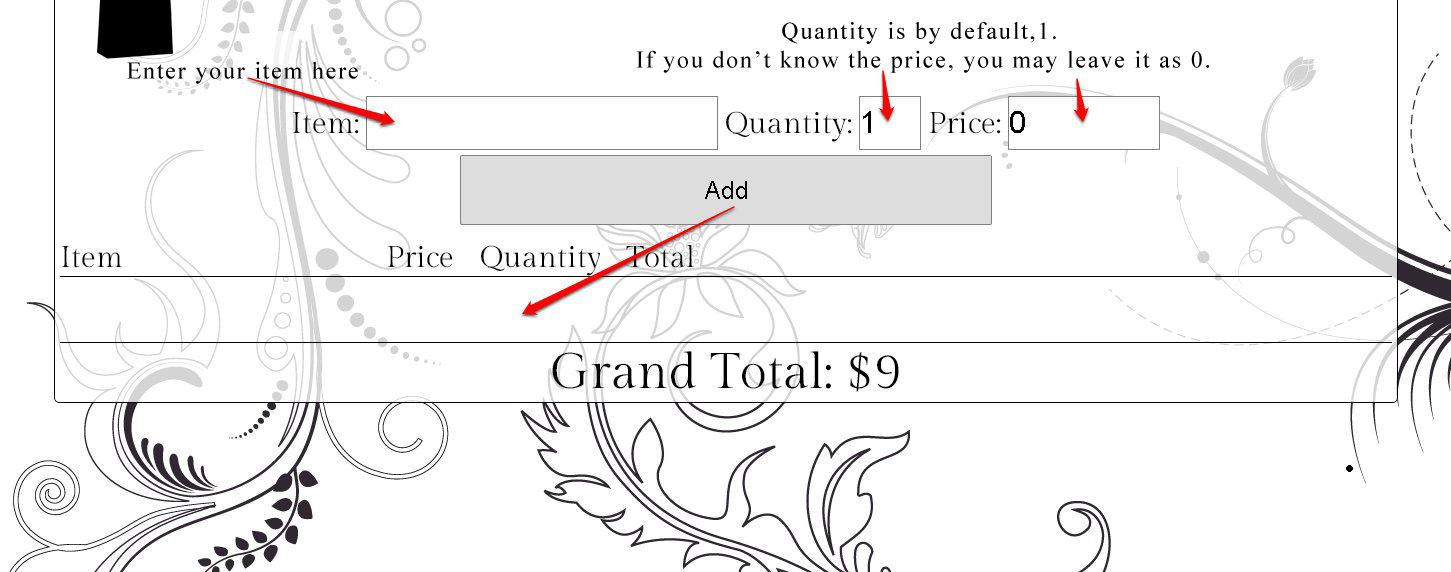 Quantity is by default,1.
If you don't know the price, you may leave it as 0.
Enter your item here
Item: Quantity: 1 Price: 0
Add
Item Price Quantity Total
Grand Total: $9